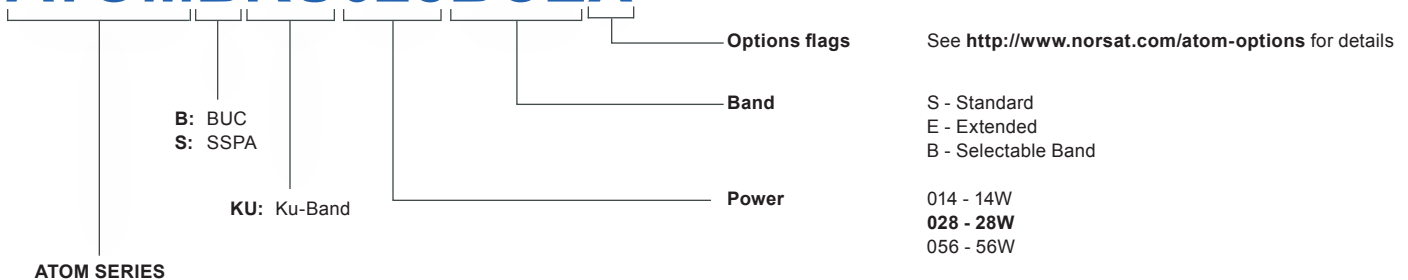 Options flags See http://www.norsat.com/atom-options for details
Band S - Standard
E - Extended
B - Selectable Band
B: BUC
S: SSPA
Power 014 - 14W
028 - 28W
056 - 56W
KU: Ku-Band
ATOM SERIES